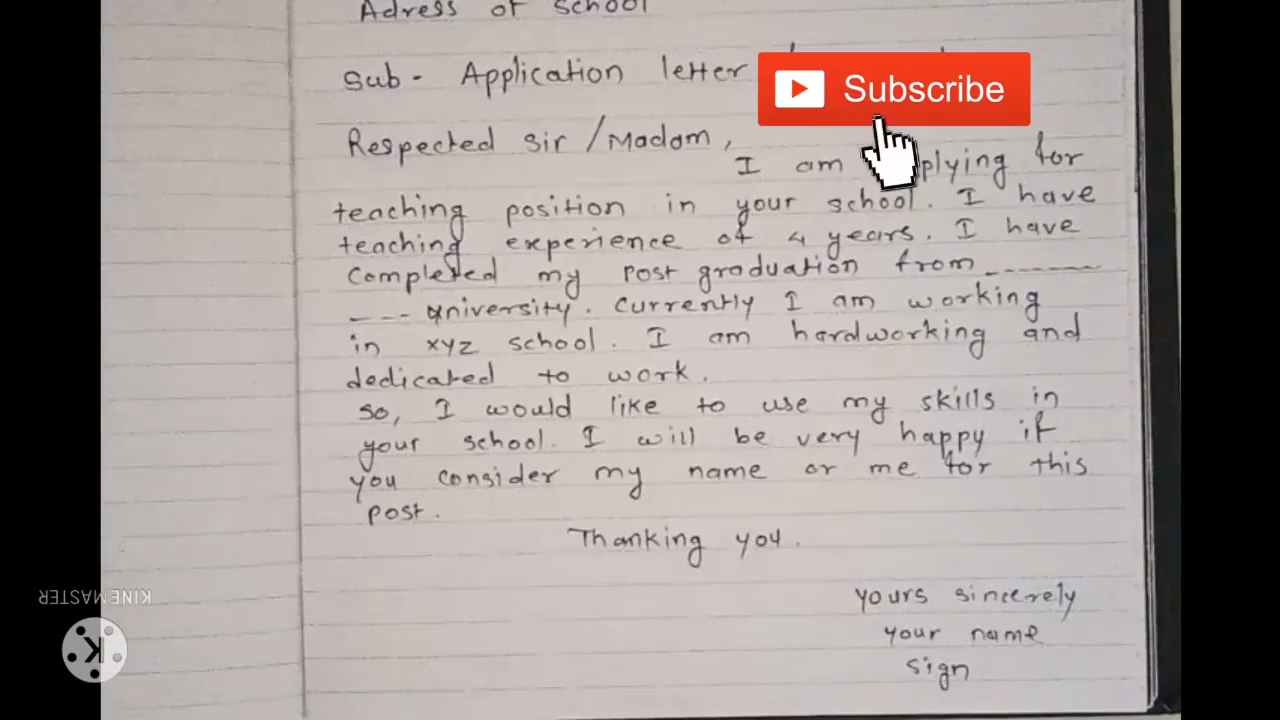 Adress of School
Sub - Application letter
Subscribe
Respected Sir / Madam,
I am plying for
teaching position in your school. I have
teaching experience of 4 years. I have
completed my post graduation from -------
---- university. Currently I am working
in xyz school. I am hardworking and
dedicated to work.
So, I would like to use my skills in
your school. I will be very happy if
you consider my name or me for this
post.
Thanking you.
yours sincerely
your name
sign
KINEMASTER
K